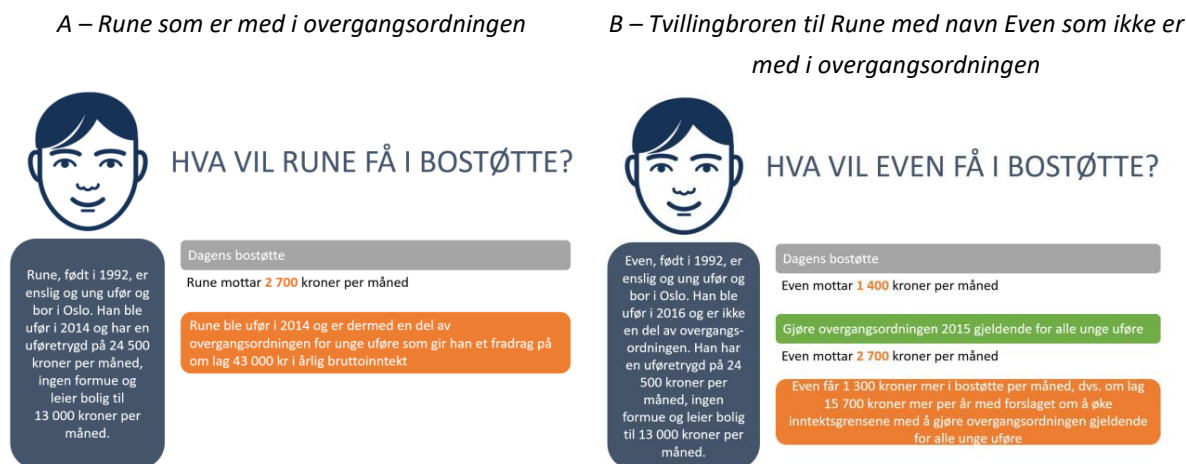 A – Rune som er med i overgangsordningen
HVA VIL RUNE FÅ I BOSTØTTE?
Rune, født i 1992, er
enslig og ung ufør og
bor i Oslo. Han ble
ufør i 2014 og har en
uføretrygd på 24 500
kroner per måned,
ingen formue og
leier bolig til
13 000 kroner per
måned.
Dagens bostøtte
Rune mottar 2 700 kroner per måned
Rune ble ufør i 2014 og er dermed en del av
overgangsordningen for unge uføre som gir han et fradrag på
om lag 43 000 kr i årlig bruttoinntekt
B – Tvillingbroren til Rune med navn Even som ikke er
med i overgangsordningen
HVA VIL EVEN FÅ I BOSTØTTE?
Even, født i 1992, er
enslig og ung ufør og
bor i Oslo. Han ble
ufør i 2016 og er ikke
en del av overgangs-
ordningen. Han har
en uføretrygd på 24
500 kroner per
måned, ingen
formue og leier bolig
til 13 000 kroner per
måned.
Dagens bostøtte
Even mottar 1 400 kroner per måned
Gjøre overgangsordningen 2015 gjeldende for alle unge uføre
Even mottar 2 700 kroner per måned
Even får 1 300 kroner mer i bostøtte per måned, dvs. om lag
15 700 kroner mer per år med forslaget om å øke
inntektsgrensene med å gjøre overgangsordningen gjeldende
for alle unge uføre